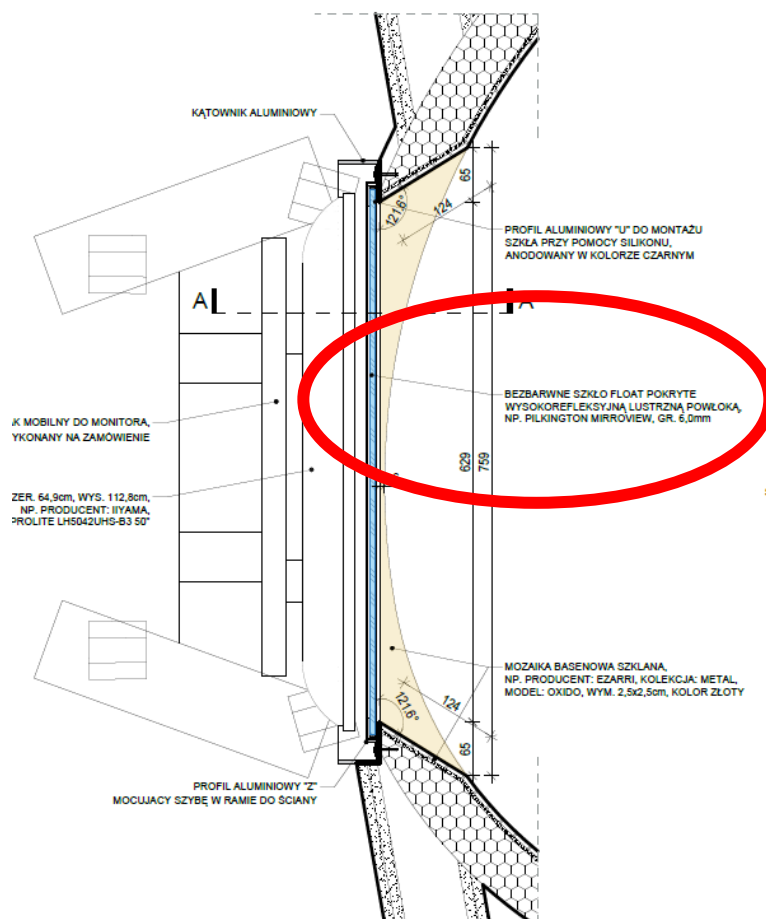 KĄTOWNIK ALUMINIOWY
65
124
121.6°
PROFIL ALUMINIOWY "U" DO MONTAŻU
SZKŁA PRZY POMOCY SILIKONU,
ANODOWANY W KOLORZE CZARNYM
A
A
BEZBARWNE SZKŁO FLOAT POKRYTE
WYSOKOREFLEKSYJNĄ LUSTRZNĄ POWŁOKĄ,
NP. PILKINGTON MIRROVIEW, GR. 6,0mm
AK MOBILNY DO MONITORA,
YKONANY NA ZAMÓWIENIE
629
759
ZER. 64,9cm, WYS. 112,8cm,
NP. PRODUCENT: IIYAMA,
PROLITE LH5042UHS-B3 50"
MOZAIKA BASENOWA SZKLANA,
NP. PRODUCENT: EZARRI, KOLEKCJA: METAL,
MODEL: OXIDO, WYM. 2,5x2,5cm, KOLOR ZŁOTY
121.6°
124
65
PROFIL ALUMINIOWY "Z"
MOCUJACY SZYBĘ W RAMIE DO ŚCIANY